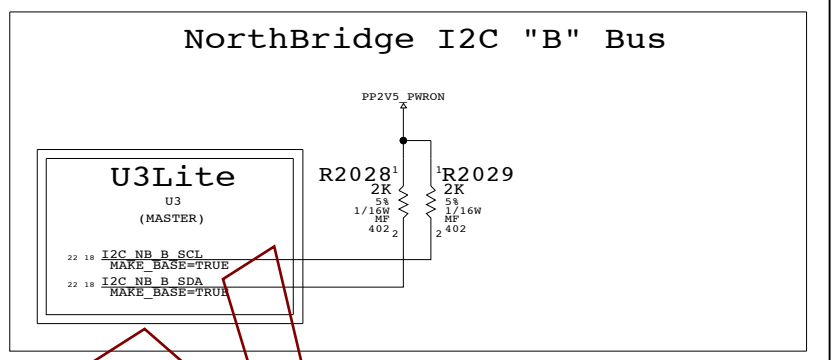 NorthBridge I2C "B" Bus
PP2V5_PWRON
U3Lite
U3
(MASTER)
R2028 1
2K
5%
1/16W
MF
402 2
1 R2029
2K
5%
1/16W
MF
2 402
22 18 I2C_NB_B_SCL
MAKE_BASE=TRUE
22 18 I2C_NB_B_SDA
MAKE_BASE=TRUE